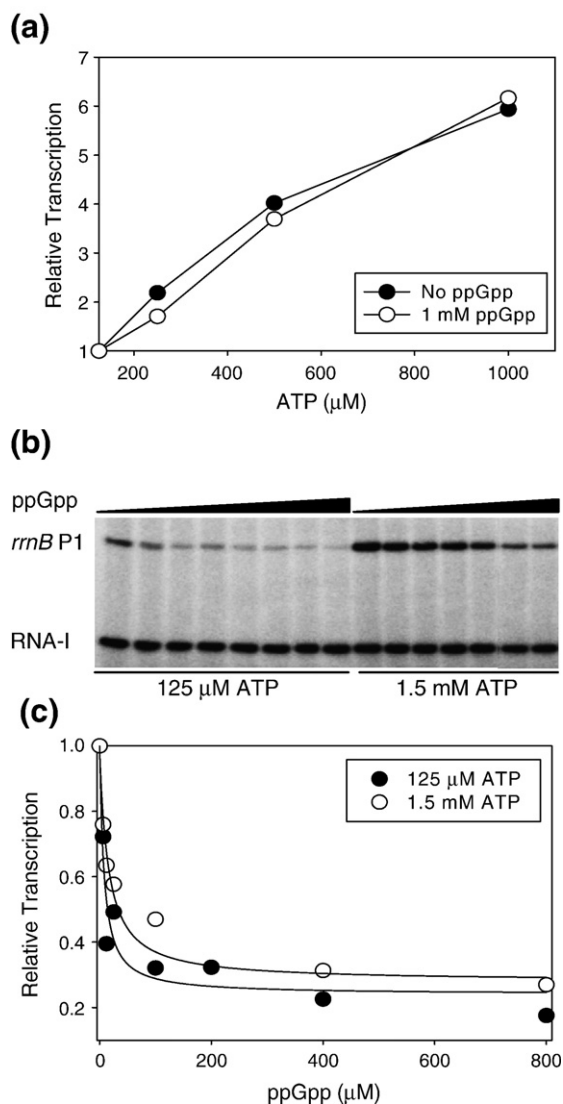 (a)
7
6
5
4
3
2
1
Relative Transcription
No ppGpp
1 mM ppGpp
200 400 600 800 1000
ATP (μM)
(b)
ppGpp
rrnB P1
RNA-I
125 μM ATP 1.5 mM ATP
(c)
1.0
0.8
0.6
0.4
0.2
Relative Transcription
125 μM ATP
1.5 mM ATP
0 200 400 600 800
ppGpp (μM)